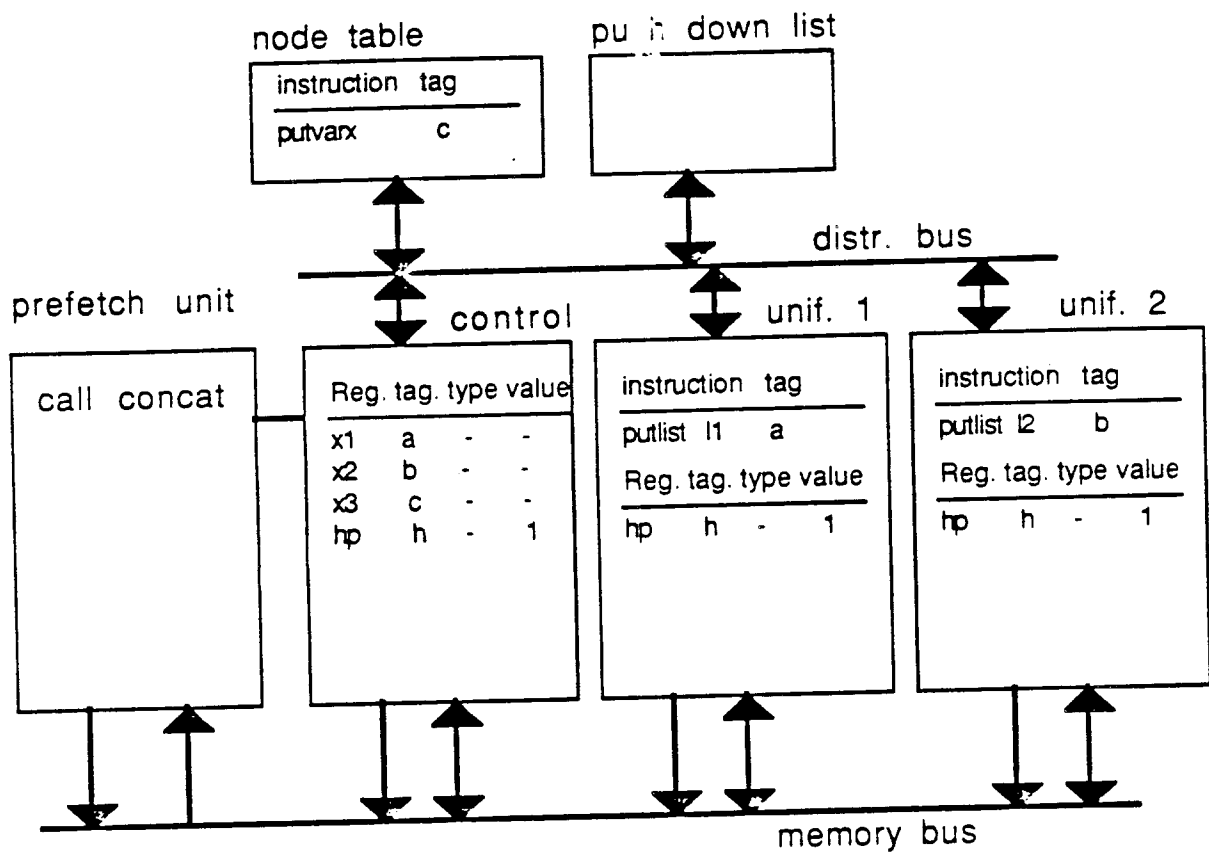 node table
instruction tag
putvarx c
pu h down list
distr. bus
prefetch unit
call concat
control
Reg. tag. type value
x1 a - -
x2 b - -
x3 c - -
hp h - 1
unif. 1
instruction tag
putlist l1 a
Reg. tag. type value
hp h - 1
unif. 2
instruction tag
putlist l2 b
Reg. tag. type value
hp h - 1
memory bus